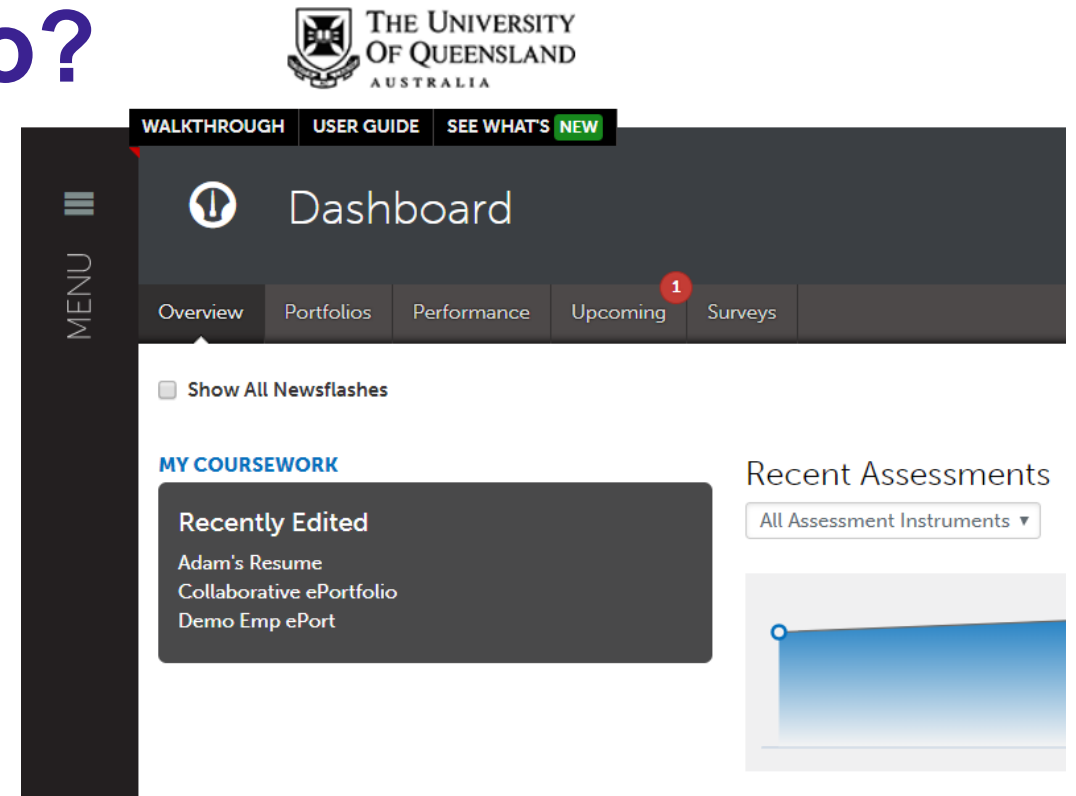 o?
THE UNIVERSITY
OF QUEENSLAND
AUSTRALIA
WALKTHROUGH USER GUIDE SEE WHAT'S NEW
MENU
Dashboard
1
Overview Portfolios Performance Upcoming Surveys
Show All Newsflashes
MY COURSEWORK
Recently Edited
Adam's Resume
Collaborative ePortfolio
Demo Emp ePort
Recent Assessments
All Assessment Instruments